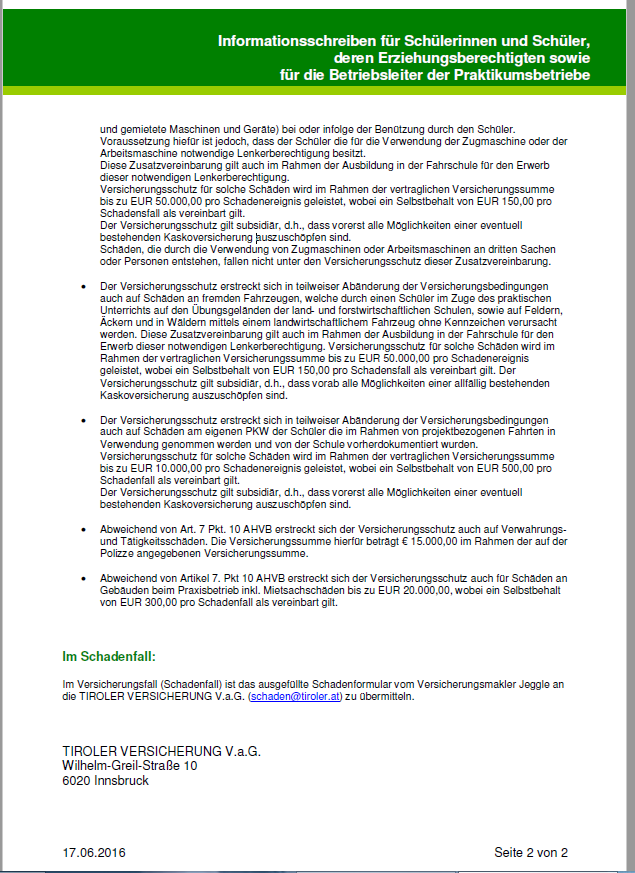 Informationsschreiben für Schülerinnen und Schüler,
deren Erziehungsberechtigten sowie
für die Betriebsleiter der Praktikumsbetriebe
und gemietete Maschinen und Geräte) bei oder infolge der Benützung durch den Schüler.
Voraussetzung hiefür ist jedoch, dass der Schüler die für die Verwendung der Zugmaschine oder der
Arbeitsmaschine notwendige Lenkerberechtigung besitzt.
Diese Zusatzvereinbarung gilt auch im Rahmen der Ausbildung in der Fahrschule für den Erwerb
dieser notwendigen Lenkerberechtigung.
Versicherungsschutz für solche Schäden wird im Rahmen der vertraglichen Versicherungssumme
bis zu EUR 50.000,00 pro Schadenereignis geleistet, wobei ein Selbstbehalt von EUR 150,00 pro
Schadensfall als vereinbart gilt.
Der Versicherungsschutz gilt subsidiär, d.h., dass vorerst alle Möglichkeiten einer eventuell
bestehenden Kaskoversicherung auszuschöpfen sind.
Schäden, die durch die Verwendung von Zugmaschinen oder Arbeitsmaschinen an dritten Sachen
oder Personen entstehen, fallen nicht unter den Versicherungsschutz dieser Zusatzvereinbarung.
• Der Versicherungsschutz erstreckt sich in teilweiser Abänderung der Versicherungsbedingungen
auch auf Schäden an fremden Fahrzeugen, welche durch einen Schüler im Zuge des praktischen
Unterrichts auf den Übungsgeländen der land- und forstwirtschaftlichen Schulen, sowie auf Feldern,
Äckern und in Wäldern mittels einem landwirtschaftlichem Fahrzeug ohne Kennzeichen verursacht
werden. Diese Zusatzvereinbarung gilt auch im Rahmen der Ausbildung in der Fahrschule für den
Erwerb dieser notwendigen Lenkerberechtigung. Versicherungsschutz für solche Schäden wird im
Rahmen der vertraglichen Versicherungssumme bis zu EUR 50.000,00 pro Schadenereignis
geleistet, wobei ein Selbstbehalt von EUR 150,00 pro Schadensfall als vereinbart gilt. Der
Versicherungsschutz gilt subsidiär, d.h., dass vorab alle Möglichkeiten einer allfällig bestehenden
Kaskoversicherung auszuschöpfen sind.
• Der Versicherungsschutz erstreckt sich in teilweiser Abänderung der Versicherungsbedingungen
auch auf Schäden am eigenen PKW der Schüler die im Rahmen von projektbezogenen Fahrten in
Verwendung genommen werden und von der Schule vorherdokumentiert wurden.
Versicherungsschutz für solche Schäden wird im Rahmen der vertraglichen Versicherungssumme
bis zu EUR 10.000,00 pro Schadenereignis geleistet, wobei ein Selbstbehalt von EUR 500,00 pro
Schadenfall als vereinbart gilt.
Der Versicherungsschutz gilt subsidiär, d.h., dass vorerst alle Möglichkeiten einer eventuell
bestehenden Kaskoversicherung auszuschöpfen sind.
• Abweichend von Art. 7 Pkt. 10 AHVB erstreckt sich der Versicherungsschutz auch auf Verwahrungs-
und Tätigkeitsschäden. Die Versicherungssumme hierfür beträgt € 15.000,00 im Rahmen der auf der
Polizze angegebenen Versicherungssumme.
• Abweichend von Artikel 7. Pkt 10 AHVB erstreckt sich der Versicherungsschutz auch für Schäden an
Gebäuden beim Praxisbetrieb inkl. Mietsachschäden bis zu EUR 20.000,00, wobei ein Selbstbehalt
von EUR 300,00 pro Schadenfall als vereinbart gilt.
Im Schadenfall:
Im Versicherungsfall (Schadenfall) ist das ausgefüllte Schadenformular vom Versicherungsmakler Jeggle an
die TIROLER VERSICHERUNG V.a.G. (schaden@tiroler.at) zu übermitteln.
TIROLER VERSICHERUNG V.a.G.
Wilhelm-Greil-Straße 10
6020 Innsbruck
17.06.2016 Seite 2 von 2